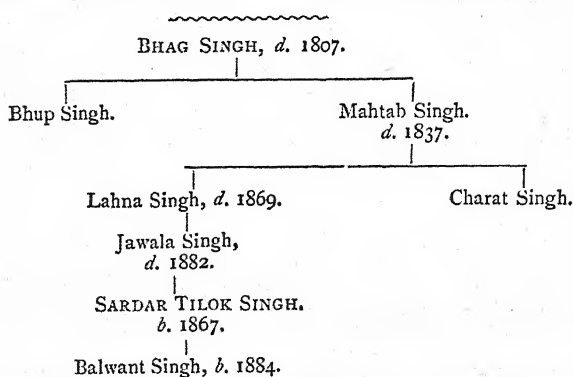 BHAG SINGH, d. 1807.
Bhup Singh. Mahtab Singh.
d. 1837.
Lahna Singh, d. 1869. Charat Singh.
Jawala Singh,
d. 1882.
SARDAR TILOK SINGH.
b. 1867.
Balwant Singh, b. 1884.